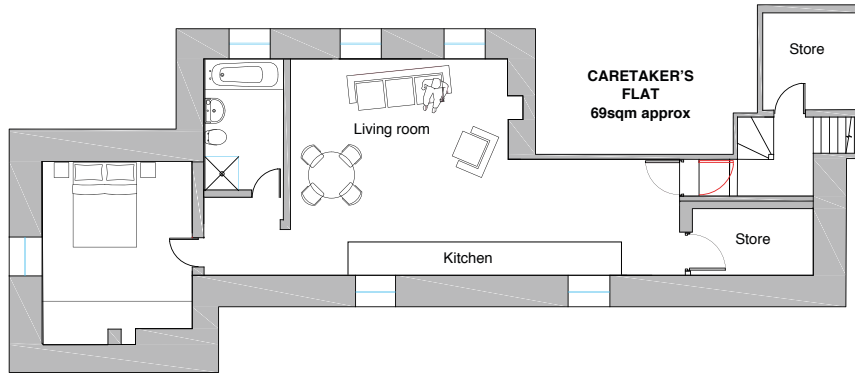 Store
CARETAKER'S
FLAT
69sqm approx
Living room
Store
Kitchen